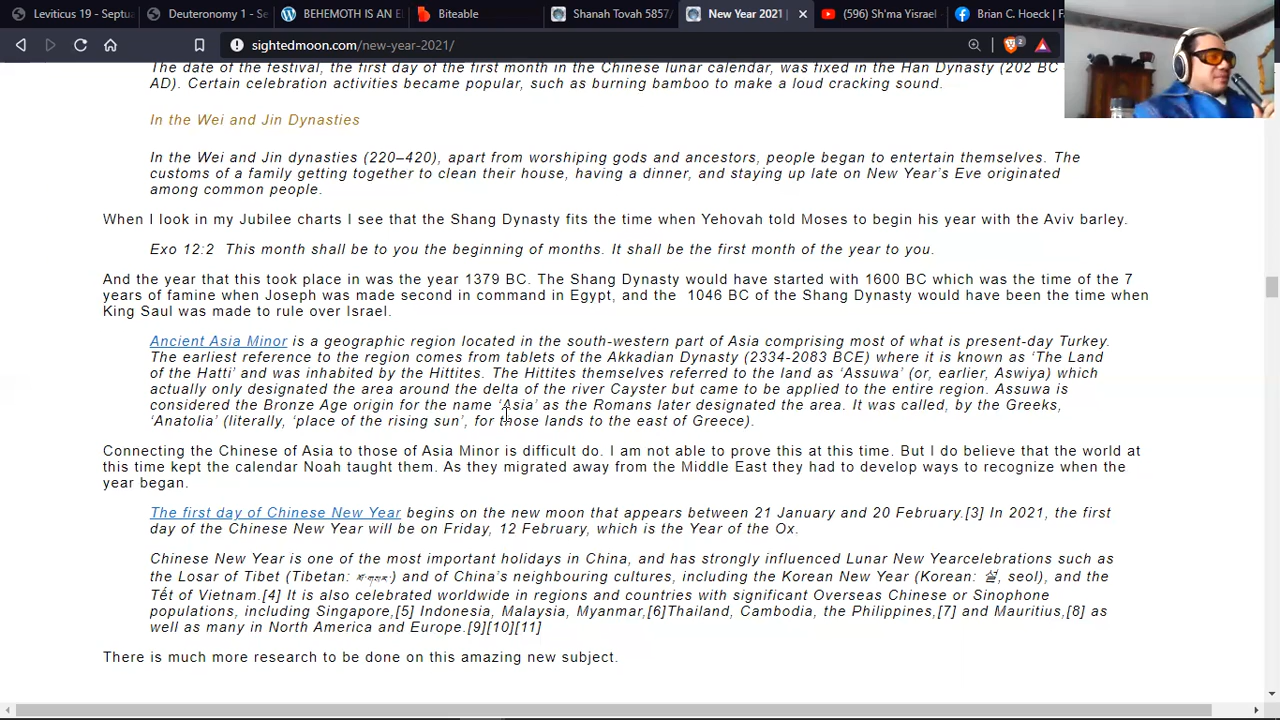 Leviticus 19 - Septua
Deuteronomy 1 - Se
BEHEMOTH IS AN E
Biteable
Shanah Tovah 5857/
New Year 2021
(596) Sh'ma Yisrael
Brian C. Hoeck | F
sightedmoon.com/new-year-2021/
2
The date of the festival, the first day of the first month in the Chinese lunar calendar, was fixed in the Han Dynasty (202 BC
AD). Certain celebration activities became popular, such as burning bamboo to make a loud cracking sound.
In the Wei and Jin Dynasties
In the Wei and Jin dynasties (220–420), apart from worshiping gods and ancestors, people began to entertain themselves. The
customs of a family getting together to clean their house, having a dinner, and staying up late on New Year's Eve originated
among common people.
When I look in my Jubilee charts I see that the Shang Dynasty fits the time when Yehovah told Moses to begin his year with the Aviv barley.
Exo 12:2 This month shall be to you the beginning of months. It shall be the first month of the year to you.
And the year that this took place in was the year 1379 BC. The Shang Dynasty would have started with 1600 BC which was the time of the 7
years of famine when Joseph was made second in command in Egypt, and the 1046 BC of the Shang Dynasty would have been the time when
King Saul was made to rule over Israel.
Ancient Asia Minor is a geographic region located in the south-western part of Asia comprising most of what is present-day Turkey.
The earliest reference to the region comes from tablets of the Akkadian Dynasty (2334-2083 BCE) where it is known as 'The Land
of the Hatti' and was inhabited by the Hittites. The Hittites themselves referred to the land as 'Assuwa' (or, earlier, Aswiya) which
actually only designated the area around the delta of the river Cayster but came to be applied to the entire region. Assuwa is
considered the Bronze Age origin for the name 'Asia' as the Romans later designated the area. It was called, by the Greeks,
'Anatolia' (literally, 'place of the rising sun', for those lands to the east of Greece).
Connecting the Chinese of Asia to those of Asia Minor is difficult do. I am not able to prove this at this time. But I do believe that the world at
this time kept the calendar Noah taught them. As they migrated away from the Middle East they had to develop ways to recognize when the
year began.
The first day of Chinese New Year begins on the new moon that appears between 21 January and 20 February.[3] In 2021, the first
day of the Chinese New Year will be on Friday, 12 February, which is the Year of the Ox.
Chinese New Year is one of the most important holidays in China, and has strongly influenced Lunar New Yearcelebrations such as
the Losar of Tibet (Tibetan: ) and of China's neighbouring cultures, including the Korean New Year (Korean: 설, seol), and the
Tết of Vietnam.[4] It is also celebrated worldwide in regions and countries with significant Overseas Chinese or Sinophone
populations, including Singapore,[5] Indonesia, Malaysia, Myanmar,[6]Thailand, Cambodia, the Philippines,[7] and Mauritius,[8] as
well as many in North America and Europe.[9][10][11]
There is much more research to be done on this amazing new subject.